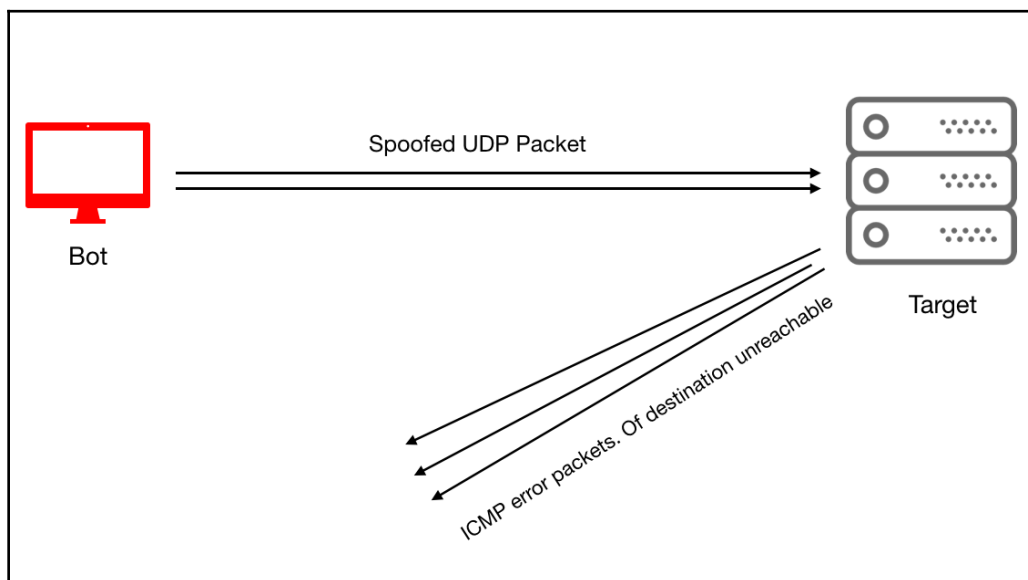 Spoofed UDP Packet
Bot
Target
ICMP error packets. Of destination unreachable